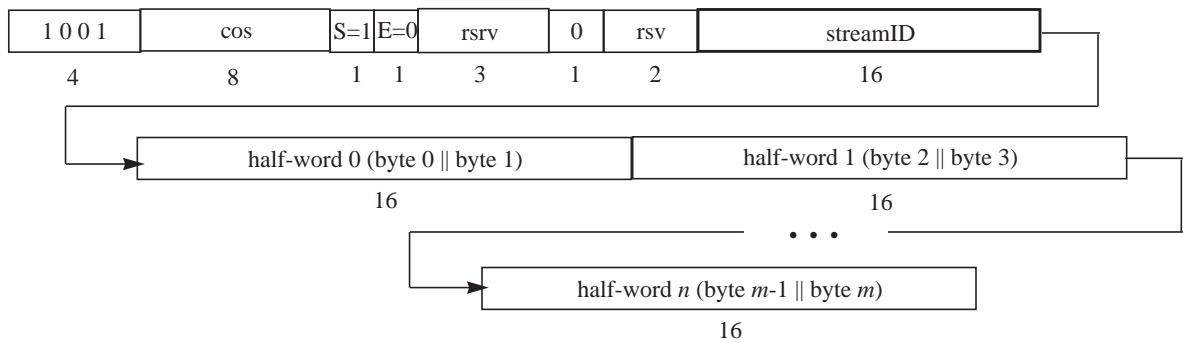 1 0 0 1 cos S=1 E=0 rsrv 0 rsv streamID
4 8 1 1 3 1 2 16
half-word 0 (byte 0 || byte 1) half-word 1 (byte 2 || byte 3)
16 16
• • •
half-word n (byte m-1 || byte m)
16